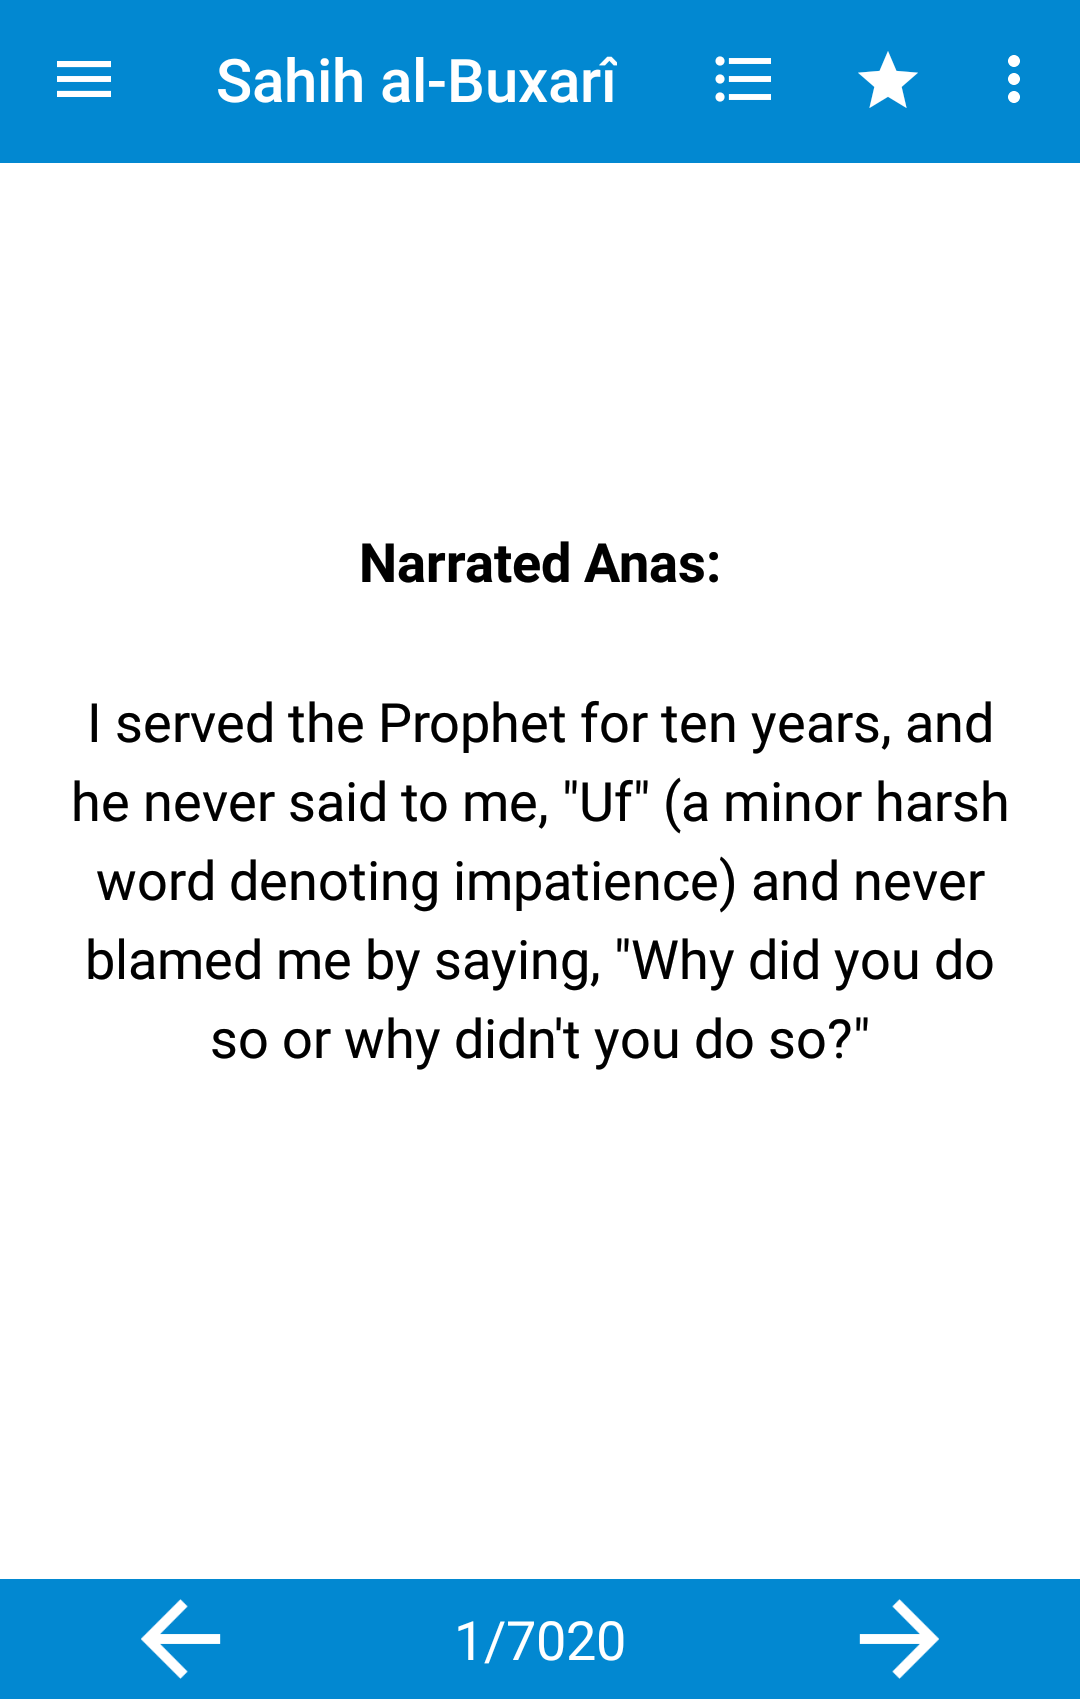 Sahih al-Buxarî
Narrated Anas:
I served the Prophet for ten years, and
he never said to me, "Uf" (a minor harsh
word denoting impatience) and never
blamed me by saying, "Why did you do
so or why didn't you do so?"
1/7020